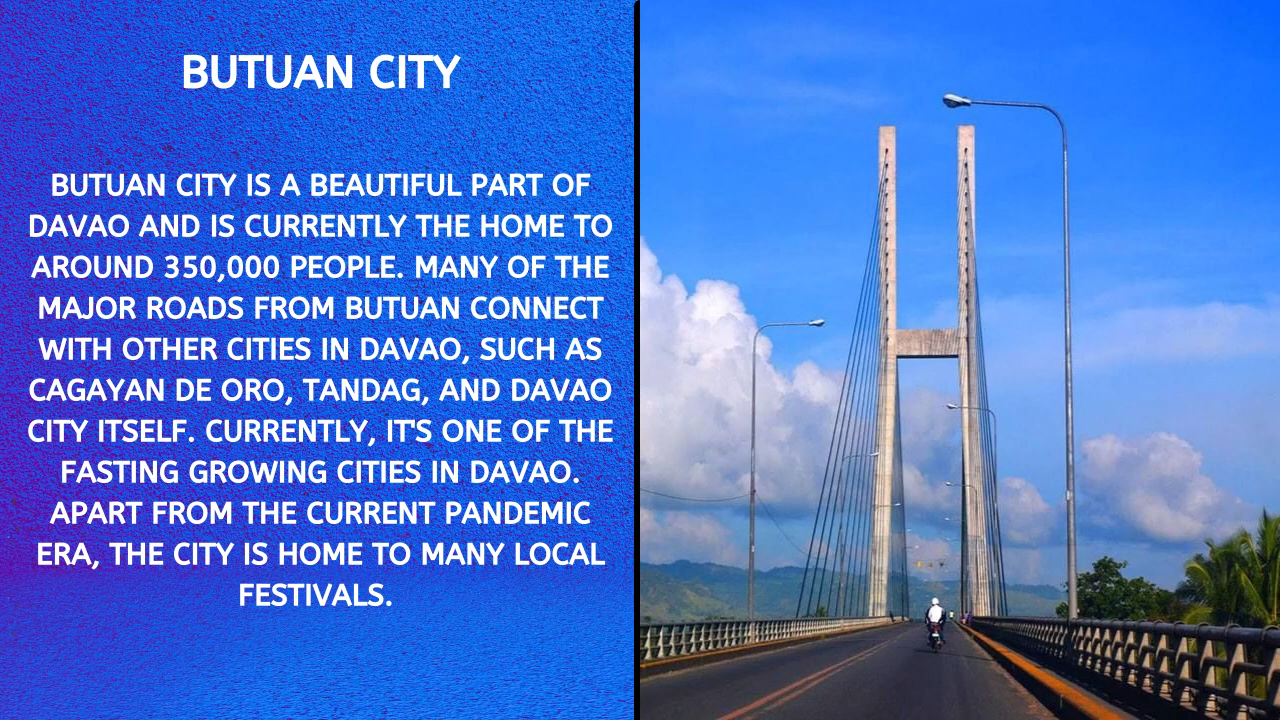 BUTUAN CITY
BUTUAN CITY IS A BEAUTIFUL PART OF
DAVAO AND IS CURRENTLY THE HOME TO
AROUND 350,000 PEOPLE. MANY OF THE
MAJOR ROADS FROM BUTUAN CONNECT
WITH OTHER CITIES IN DAVAO, SUCH AS
CAGAYAN DE ORO, TANDAG, AND DAVAO
CITY ITSELF. CURRENTLY, IT'S ONE OF THE
FASTING GROWING CITIES IN DAVAO.
APART FROM THE CURRENT PANDEMIC
ERA, THE CITY IS HOME TO MANY LOCAL
FESTIVALS.